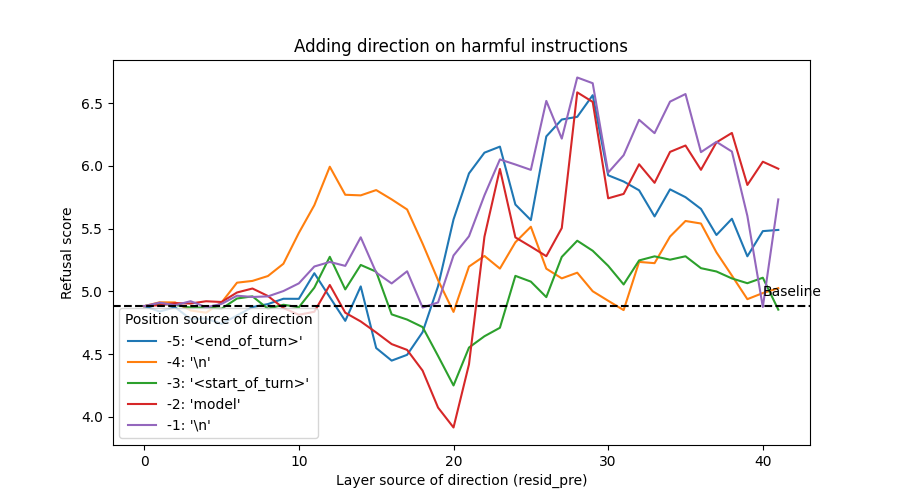 Adding direction on harmful instructions
Refusal score
6.5
6.0
5.5
5.0
4.5
4.0
Baseline
Position source of direction
-5: '<end_of_turn>'
-4: '\n'
-3: '<start_of_turn>'
-2: 'model'
-1: '\n'
0
10
20
30
40
Layer source of direction (resid_pre)